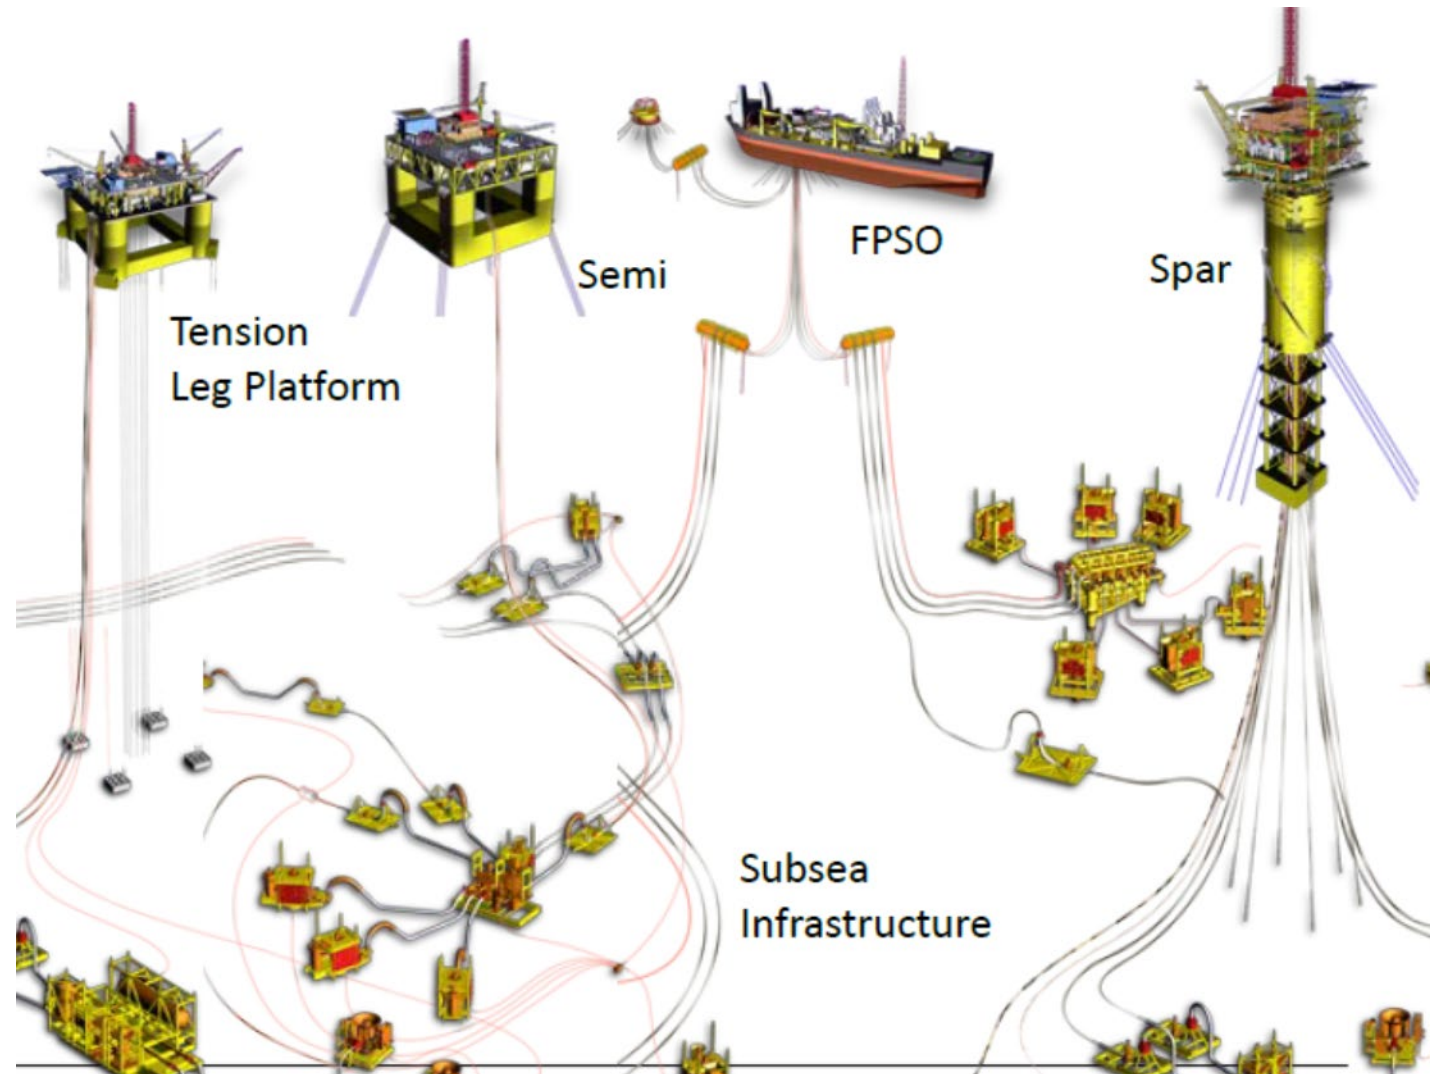 Tension
Leg Platform
Semi
FPSO
Spar
Subsea
Infrastructure